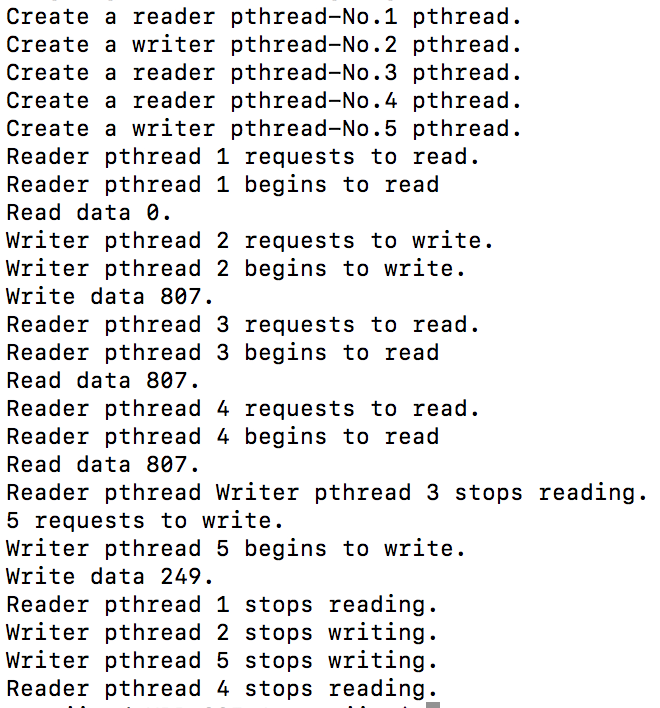 Create a reader pthread-No.1 pthread.
Create a writer pthread-No.2 pthread.
Create a reader pthread-No.3 pthread.
Create a reader pthread-No.4 pthread.
Create a writer pthread-No.5 pthread.
Reader pthread 1 requests to read.
Reader pthread 1 begins to read
Read data 0.
Writer pthread 2 requests to write.
Writer pthread 2 begins to write.
Write data 807.
Reader pthread 3 requests to read.
Reader pthread 3 begins to read
Read data 807.
Reader pthread 4 requests to read.
Reader pthread 4 begins to read
Read data 807.
Reader pthread Writer pthread 3 stops reading.
5 requests to write.
Writer pthread 5 begins to write.
Write data 249.
Reader pthread 1 stops reading.
Writer pthread 2 stops writing.
Writer pthread 5 stops writing.
Reader pthread 4 stops reading.